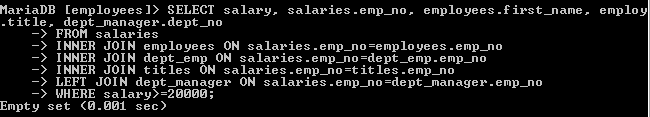 MariaDB [employees]> SELECT salary, salaries.emp_no, employees.first_name, employ
.title, dept_manager.dept_no
    -> FROM salaries
    -> INNER JOIN employees ON salaries.emp_no=employees.emp_no
    -> INNER JOIN dept_emp ON salaries.emp_no=dept_emp.emp_no
    -> INNER JOIN titles ON salaries.emp_no=titles.emp_no
    -> LEFT JOIN dept_manager ON salaries.emp_no=dept_manager.emp_no
    -> WHERE salary>=20000;
Empty set (0.001 sec)